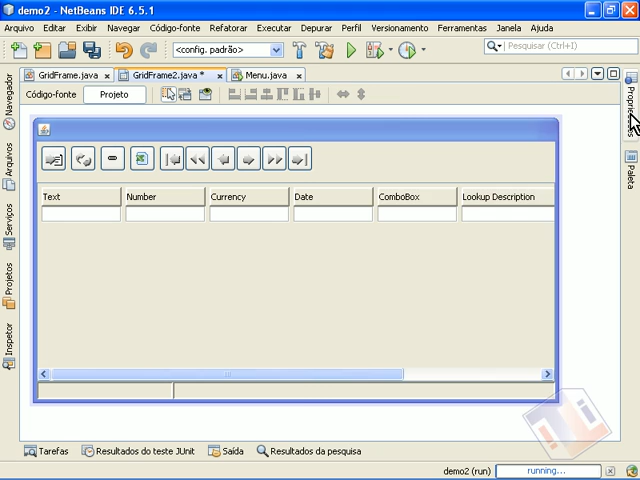 demo2 - NetBeans IDE 6.5.1
Arquivo Editar Exibir Navegar Código-fonte Refatorar Executar Depurar Perfil Versionamento Ferramentas Janela Ajuda
<config. padrão> Pesquisar (Ctrl+I)
GridFrame.java GridFrame2.java * Menu.java
Código-fonte Projeto
Navegador
Arquivos
Serviços
Projetos
Inspetor
Propriedades
Paleta
Text Number Currency Date ComboBox Lookup Description
Tarefas Resultados do teste JUnit Saída Resultados da pesquisa
demo2 (run) running...